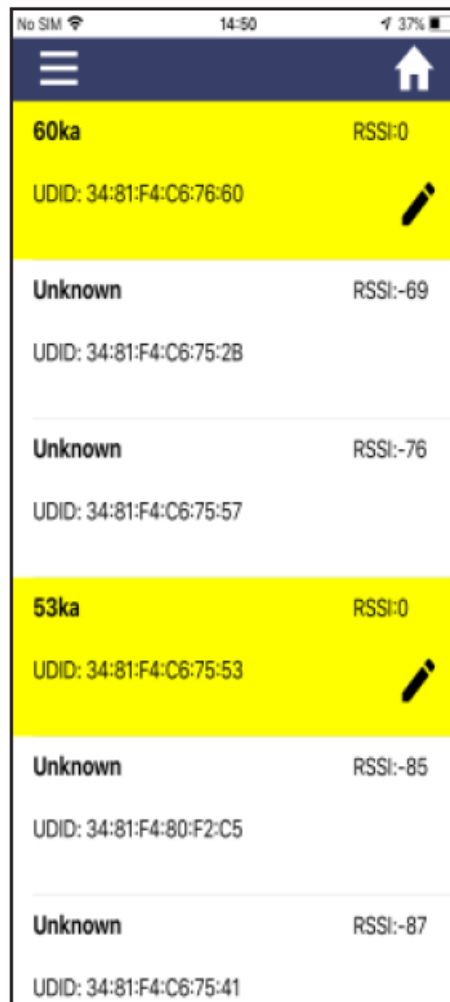 No SIM 14:50 37%
60ka RSSI:0
UDID: 34:81:F4:C6:76:60
Unknown RSSI:-69
UDID: 34:81:F4:C6:75:2B
Unknown RSSI:-76
UDID: 34:81:F4:C6:75:57
53ka RSSI:0
UDID: 34:81:F4:C6:75:53
Unknown RSSI:-85
UDID: 34:81:F4:80:F2:C5
Unknown RSSI:-87
UDID: 34:81:F4:C6:75:41